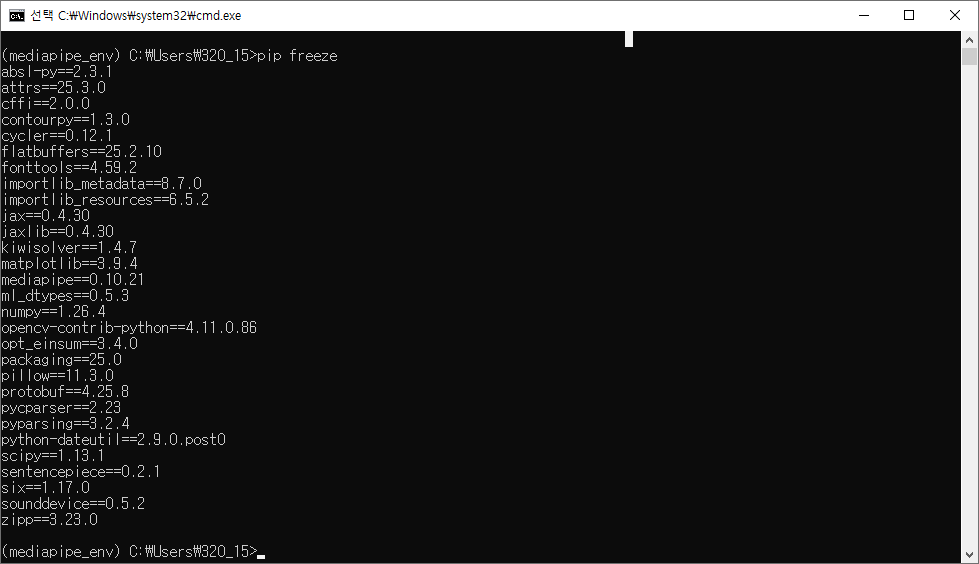 선택 C:₩Windows₩system32₩cmd.exe
(mediapipe_env) C:₩Users₩320_15>pip freeze
absl-py==2.3.1
attrs==25.3.0
cffi==2.0.0
contourpy==1.3.0
cycler==0.12.1
flatbuffers==25.2.10
fonttools==4.59.2
importlib_metadata==8.7.0
importlib_resources==6.5.2
jax==0.4.30
jaxlib==0.4.30
kiwisolver==1.4.7
matplotlib==3.9.4
mediapipe==0.10.21
ml_dtypes==0.5.3
numpy==1.26.4
opencv-contrib-python==4.11.0.86
opt_einsum==3.4.0
packaging==25.0
pillow==11.3.0
protobuf==4.25.8
pycparser==2.23
pyparsing==3.2.4
python-dateutil==2.9.0.post0
scipy==1.13.1
sentencepiece==0.2.1
six==1.17.0
sounddevice==0.5.2
zipp==3.23.0
(mediapipe_env) C:₩Users₩320_15>